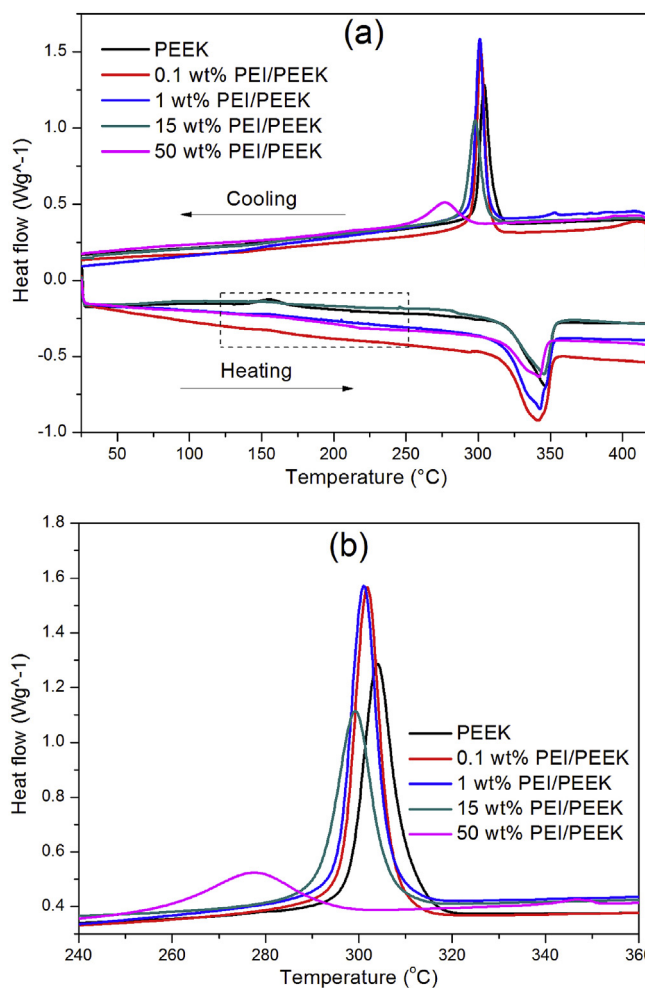 (a)
1.5
1.0
0.5
0.0
-0.5
-1.0
Heat flow (Wg^-1)
PEEK
0.1 wt% PEI/PEEK
1 wt% PEI/PEEK
15 wt% PEI/PEEK
50 wt% PEI/PEEK
Cooling
Heating
50 100 150 200 250 300 350 400
Temperature (°C)
(b)
1.8
1.6
1.4
1.2
1.0
0.8
0.6
0.4
Heat flow (Wg^-1)
PEEK
0.1 wt% PEI/PEEK
1 wt% PEI/PEEK
15 wt% PEI/PEEK
50 wt% PEI/PEEK
240 260 280 300 320 340 360
Temperature (°C)